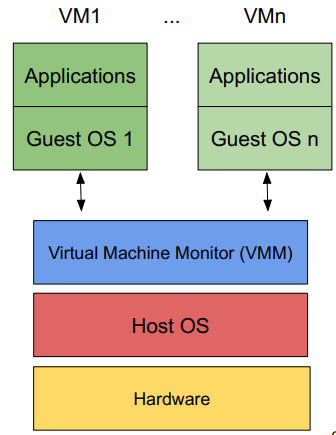 VM1 ... VMn
Applications Applications
Guest OS 1 Guest OS n
Virtual Machine Monitor (VMM)
Host OS
Hardware